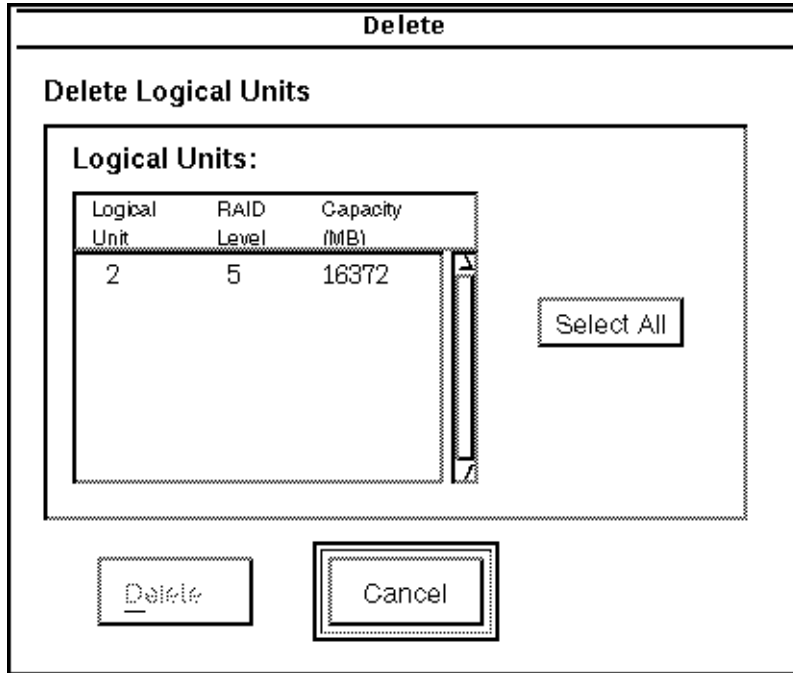 Delete
Delete Logical Units
Logical Units:
Logical RAID Capacity
Unit Level (MB)
2 5 16372
Select All
Delete Cancel